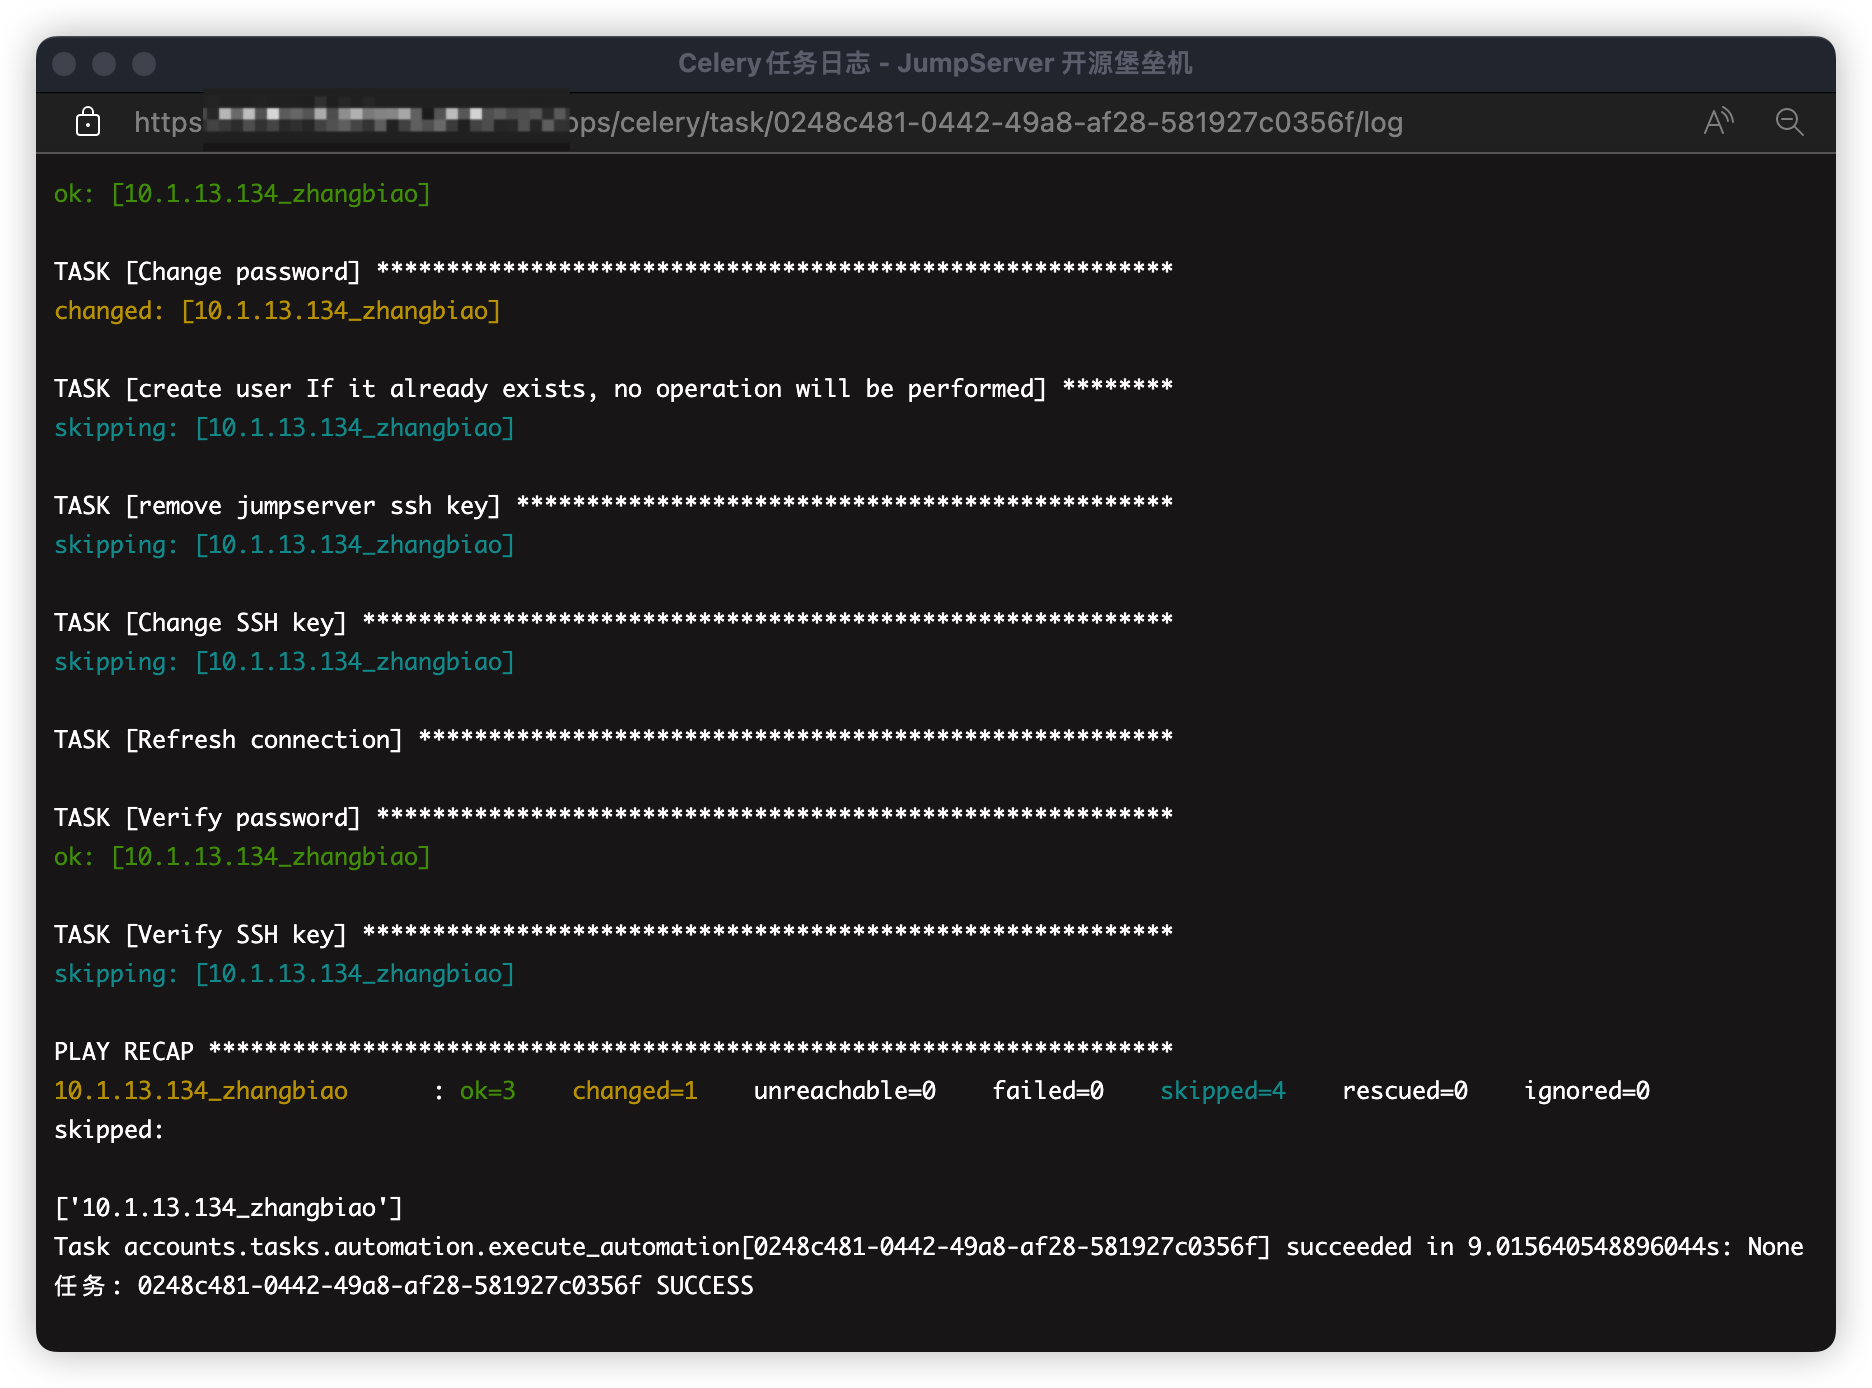 Celery任务日志 - JumpServer 开源堡垒机
https pps/celery/task/0248c481-0442-49a8-af28-581927c0356f/log
ok: [10.1.13.134_zhangbiao]
TASK [Change password] *********************************************************
changed: [10.1.13.134_zhangbiao]
TASK [create user If it already exists, no operation will be performed] ********
skipping: [10.1.13.134_zhangbiao]
TASK [remove jumpserver ssh key] ***********************************************
skipping: [10.1.13.134_zhangbiao]
TASK [Change SSH key] **********************************************************
skipping: [10.1.13.134_zhangbiao]
TASK [Refresh connection] ******************************************************
TASK [Verify password] *********************************************************
ok: [10.1.13.134_zhangbiao]
TASK [Verify SSH key] **********************************************************
skipping: [10.1.13.134_zhangbiao]
PLAY RECAP *********************************************************************
10.1.13.134_zhangbiao      : ok=3    changed=1    unreachable=0    failed=0    skipped=4    rescued=0    ignored=0
skipped:
['10.1.13.134_zhangbiao']
Task accounts.tasks.automation.execute_automation[0248c481-0442-49a8-af28-581927c0356f] succeeded in 9.015640548896044s: None
任务: 0248c481-0442-49a8-af28-581927c0356f SUCCESS